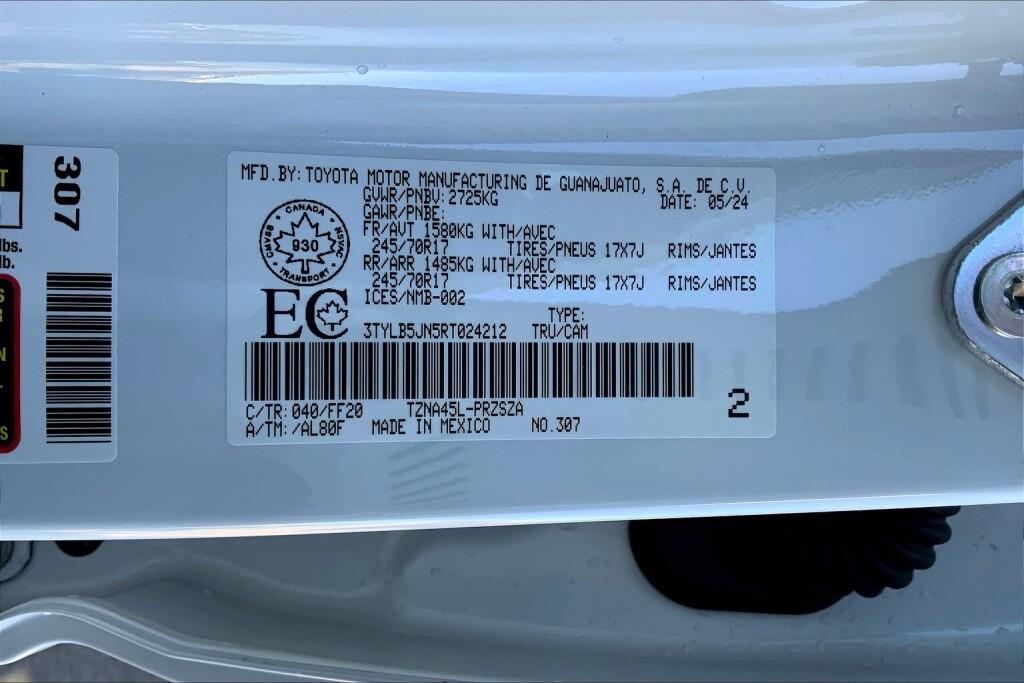 307
T
lbs.
lb.
S
R
N
L
S
MFD.BY: TOYOTA MOTOR MANUFACTURING DE GUANAJUATO, S.A. DE C.V.
GVWR/PNBV: 2725KG DATE: 05/24
GAWR/PNBE:
FR/AVT 1580KG WITH/AVEC
245/70R17 TIRES/PNEUS 17X7J RIMS/JANTES
RR/ARR 1485KG WITH/AVEC
245/70R17 TIRES/PNEUS 17X7J RIMS/JANTES
ICES/NMB-002
CANADA
930
TRANSPORT
EC
TYPE:
3TYLB5JN5RT024212 TRU/CAM
C/TR: 040/FF20 TZNA45L-PRZSZA
A/TM: /AL80F MADE IN MEXICO NO.307
2